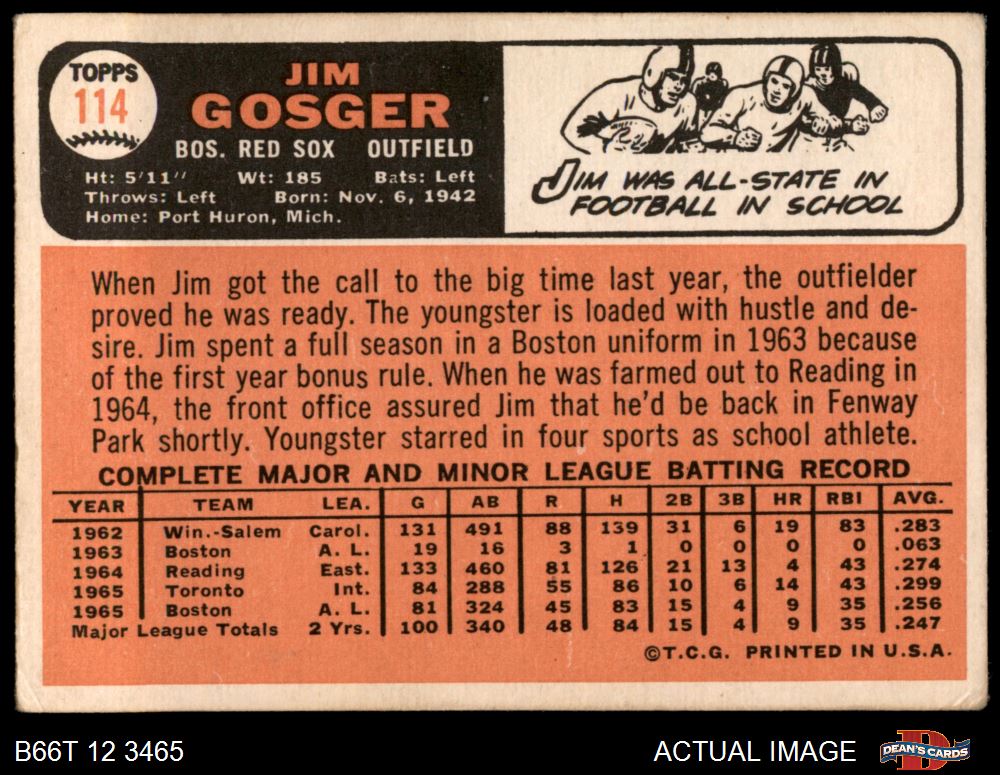 TOPPS
114
JIM
GOSGER
BOS. RED SOX OUTFIELD
Ht: 5'11" Wt: 185 Bats: Left
Throws: Left Born: Nov. 6, 1942
Home: Port Huron, Mich.
JIM WAS ALL-STATE IN
FOOTBALL IN SCHOOL
When Jim got the call to the big time last year, the outfielder
proved he was ready. The youngster is loaded with hustle and de-
sire. Jim spent a full season in a Boston uniform in 1963 because
of the first year bonus rule. When he was farmed out to Reading in
1964, the front office assured Jim that he'd be back in Fenway
Park shortly. Youngster starred in four sports as school athlete.
COMPLETE MAJOR AND MINOR LEAGUE BATTING RECORD
YEAR TEAM LEA. G AB R H 2B 3B HR RBI AVG.
1962 Win.-Salem Carol. 131 491 88 139 31 6 19 83 .283
1963 Boston A. L. 19 16 3 1 0 0 0 0 .063
1964 Reading East. 133 460 81 126 21 13 4 43 .274
1965 Toronto Int. 84 288 55 86 10 6 14 43 .299
1965 Boston A. L. 81 324 45 83 15 4 9 35 .256
Major League Totals 2 Yrs. 100 340 48 84 15 4 9 35 .247
©T.C.G. PRINTED IN U.S.A.
B66T 12 3465
ACTUAL IMAGE
DEAN'S CARDS